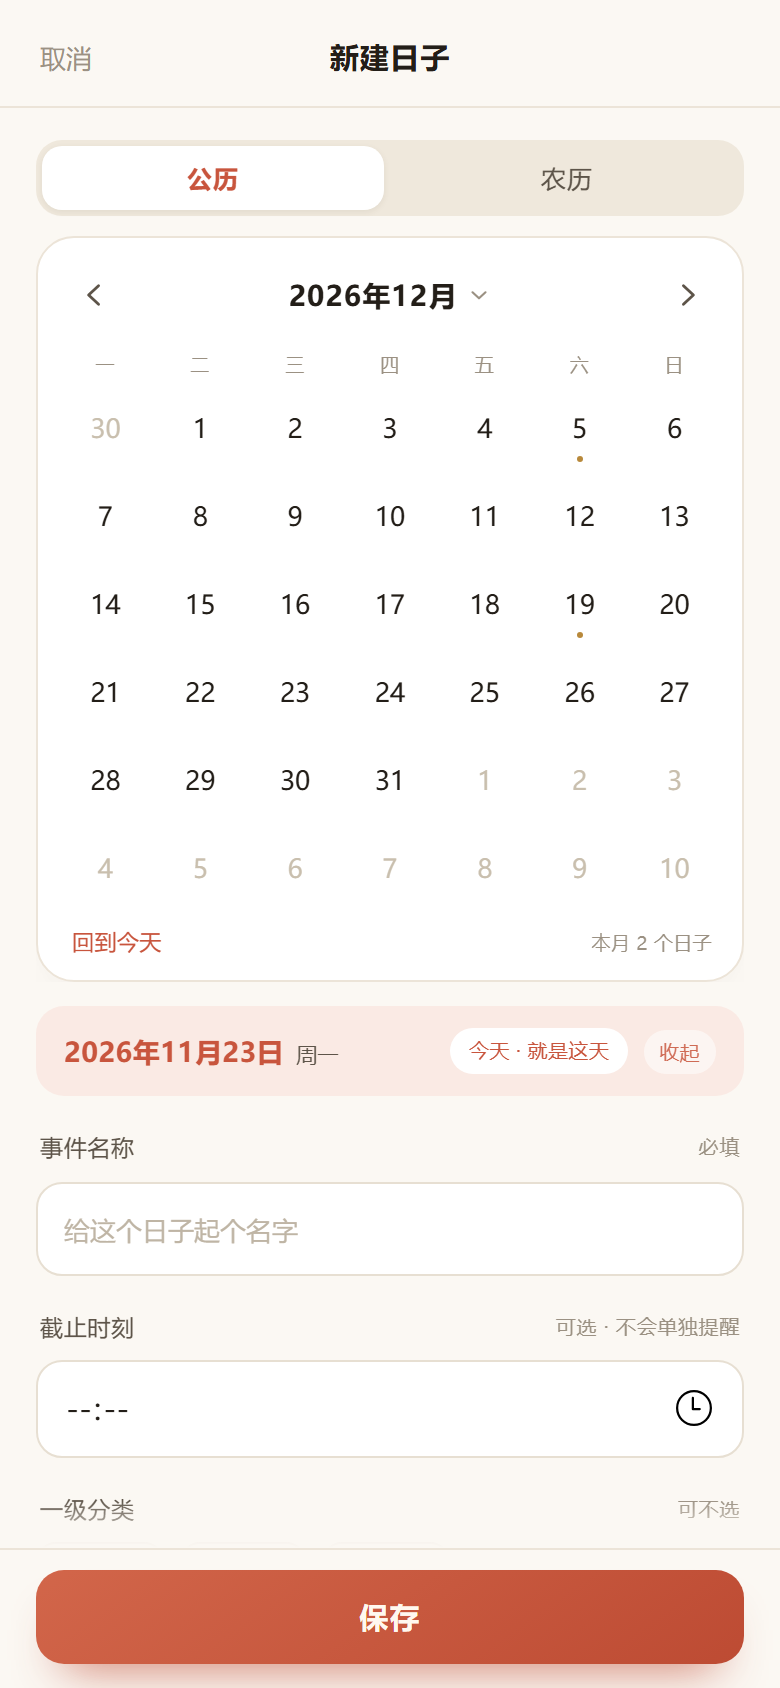 取消 新建日子
公历 农历
2026年12月
一 二 三 四 五 六 日
30 1 2 3 4 5 6
7 8 9 10 11 12 13
14 15 16 17 18 19 20
21 22 23 24 25 26 27
28 29 30 31 1 2 3
4 5 6 7 8 9 10
回到今天 本月 2 个日子
2026年11月23日 周一 今天 · 就是这天 收起
事件名称 必填
给这个日子起个名字
截止时刻 可选 · 不会单独提醒
--:--
一级分类 可不选
保存